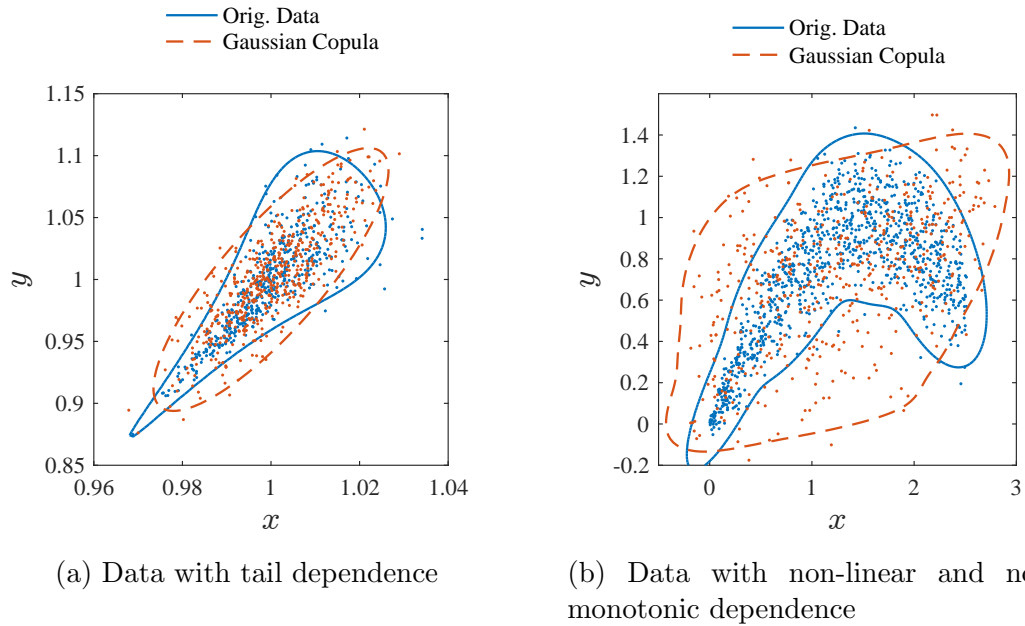 Orig. Data
Gaussian Copula
1.15
1.1
1.05
1
0.95
0.9
0.85
y
0.96 0.98 1 1.02 1.04
x
(a) Data with tail dependence
Orig. Data
Gaussian Copula
1.4
1.2
1
0.8
0.6
0.4
0.2
0
-0.2
y
0 1 2 3
x
(b) Data with non-linear and
monotonic dependence